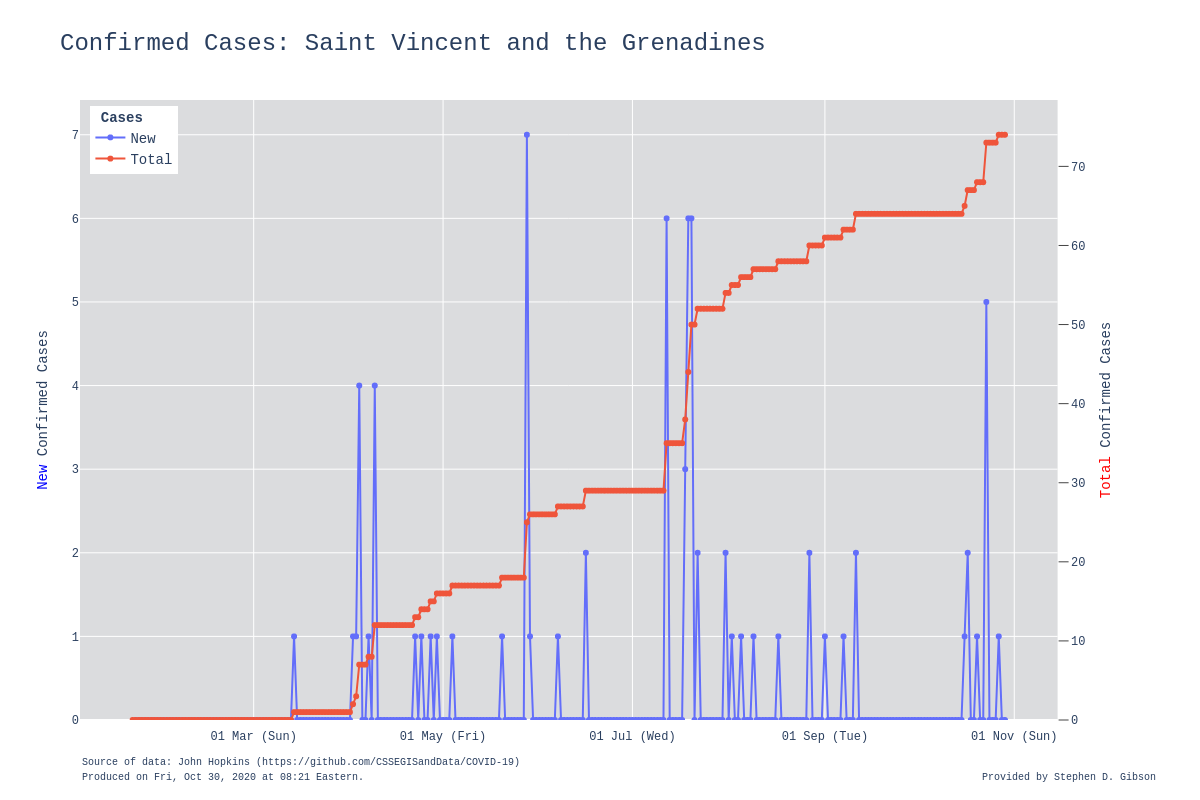 Confirmed Cases: Saint Vincent and the Grenadines
Cases
New
Total
7
6
5
4
3
2
1
0
New Confirmed Cases
70
60
50
40
30
20
10
0
Total Confirmed Cases
01 Mar (Sun) 01 May (Fri) 01 Jul (Wed) 01 Sep (Tue) 01 Nov (Sun)
Source of data: John Hopkins (https://github.com/CSSEGISandData/COVID-19)
Produced on Fri, Oct 30, 2020 at 08:21 Eastern.
Provided by Stephen D. Gibson